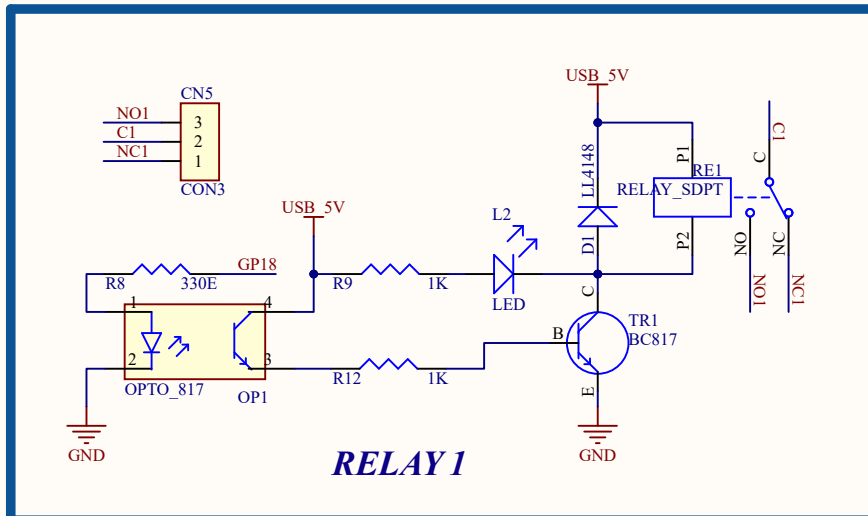 USB_5V
CN5
NO1
3
C1
2
NC1
1
CON3
LL4148
P1
RE1
RELAY_SDPT
C1
C
USB_5V
L2
D1
P2
NO
NC
GP18
R8
330E
R9
1K
LED
NO1
NC1
1
4
C
TR1
BC817
B
2
3
OPTO_817
OP1
R12
1K
E
GND
GND
RELAY 1